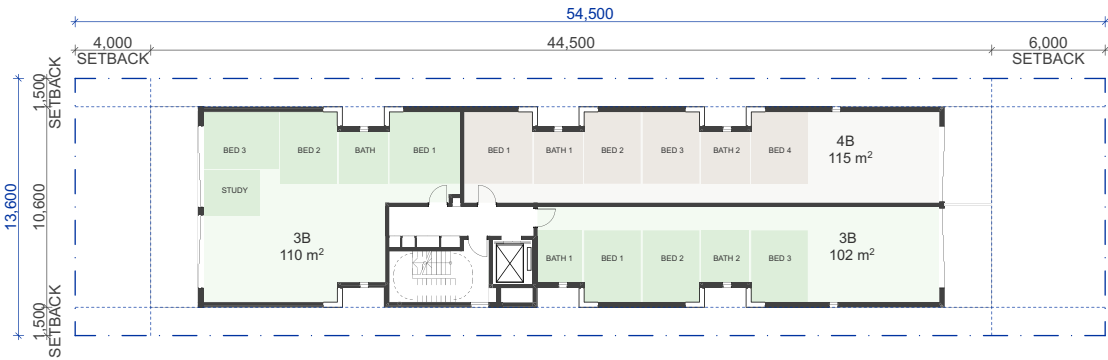 54,500
4,000
SETBACK
44,500
6,000
SETBACK
1,500
SETBACK
13,600
10,600
1,500
SETBACK
BED 3
BED 2
BATH
BED 1
BED 1
BATH 1
BED 2
BED 3
BATH 2
BED 4
4B
115 m²
STUDY
3B
110 m²
3B
102 m²
BATH 1
BED 1
BED 2
BATH 2
BED 3